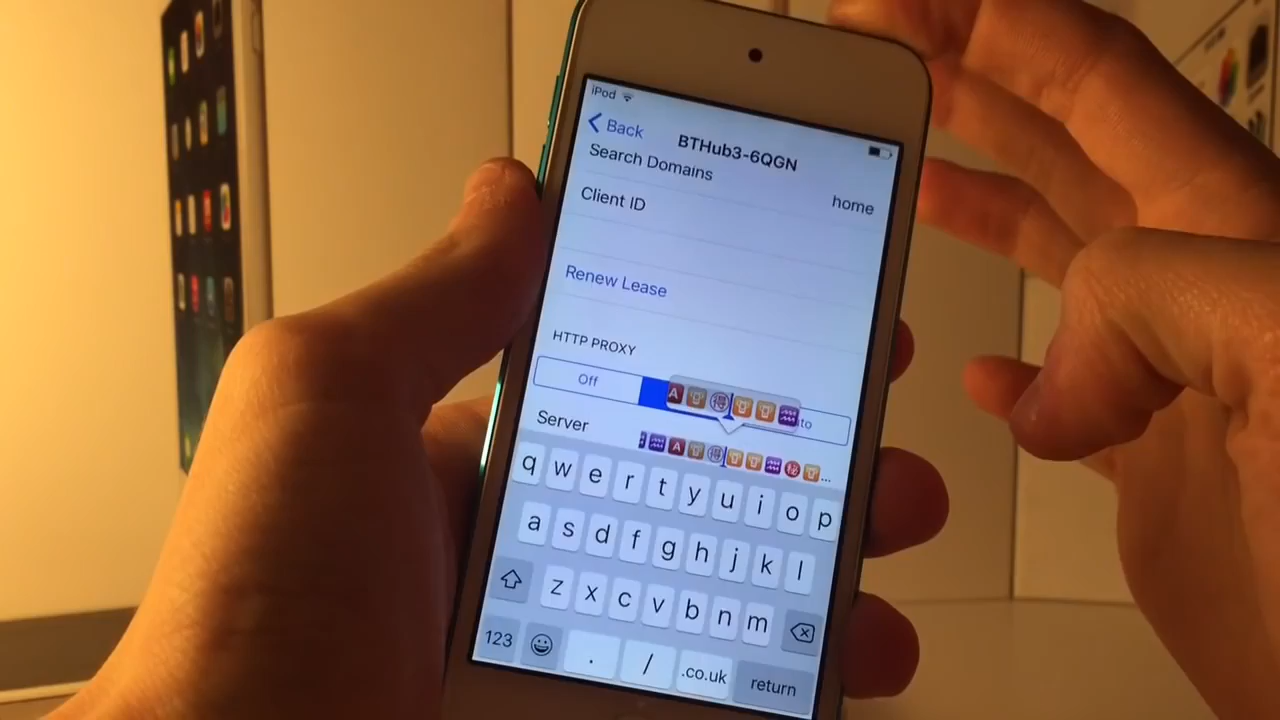 iPod
Back
BTHub3-6QGN
Search Domains
home
Client ID
Renew Lease
HTTP PROXY
Off
to
Server
q w e r t y u i o p
a s d f g h j k l
z x c v b n m
123 . / .co.uk return